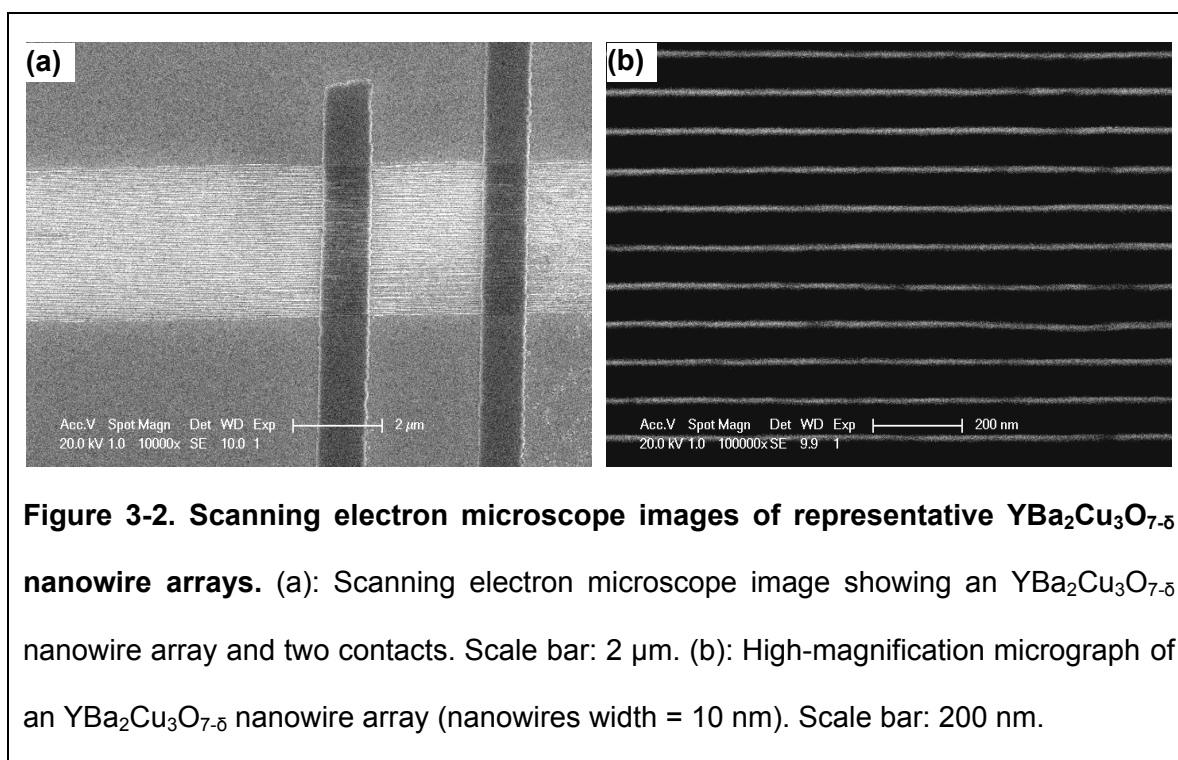 (a)
(b)
Acc.V Spot Magn Det WD Exp 2 µm
20.0 kV 1.0 10000x SE 10.0 1
Acc.V Spot Magn Det WD Exp 200 nm
20.0 kV 1.0 100000x SE 9.9 1
Figure 3-2. Scanning electron microscope images of representative YBa₂Cu₃O₇₋δ
nanowire arrays. (a): Scanning electron microscope image showing an YBa₂Cu₃O₇₋δ
nanowire array and two contacts. Scale bar: 2 µm. (b): High-magnification micrograph of
an YBa₂Cu₃O₇₋δ nanowire array (nanowires width = 10 nm). Scale bar: 200 nm.